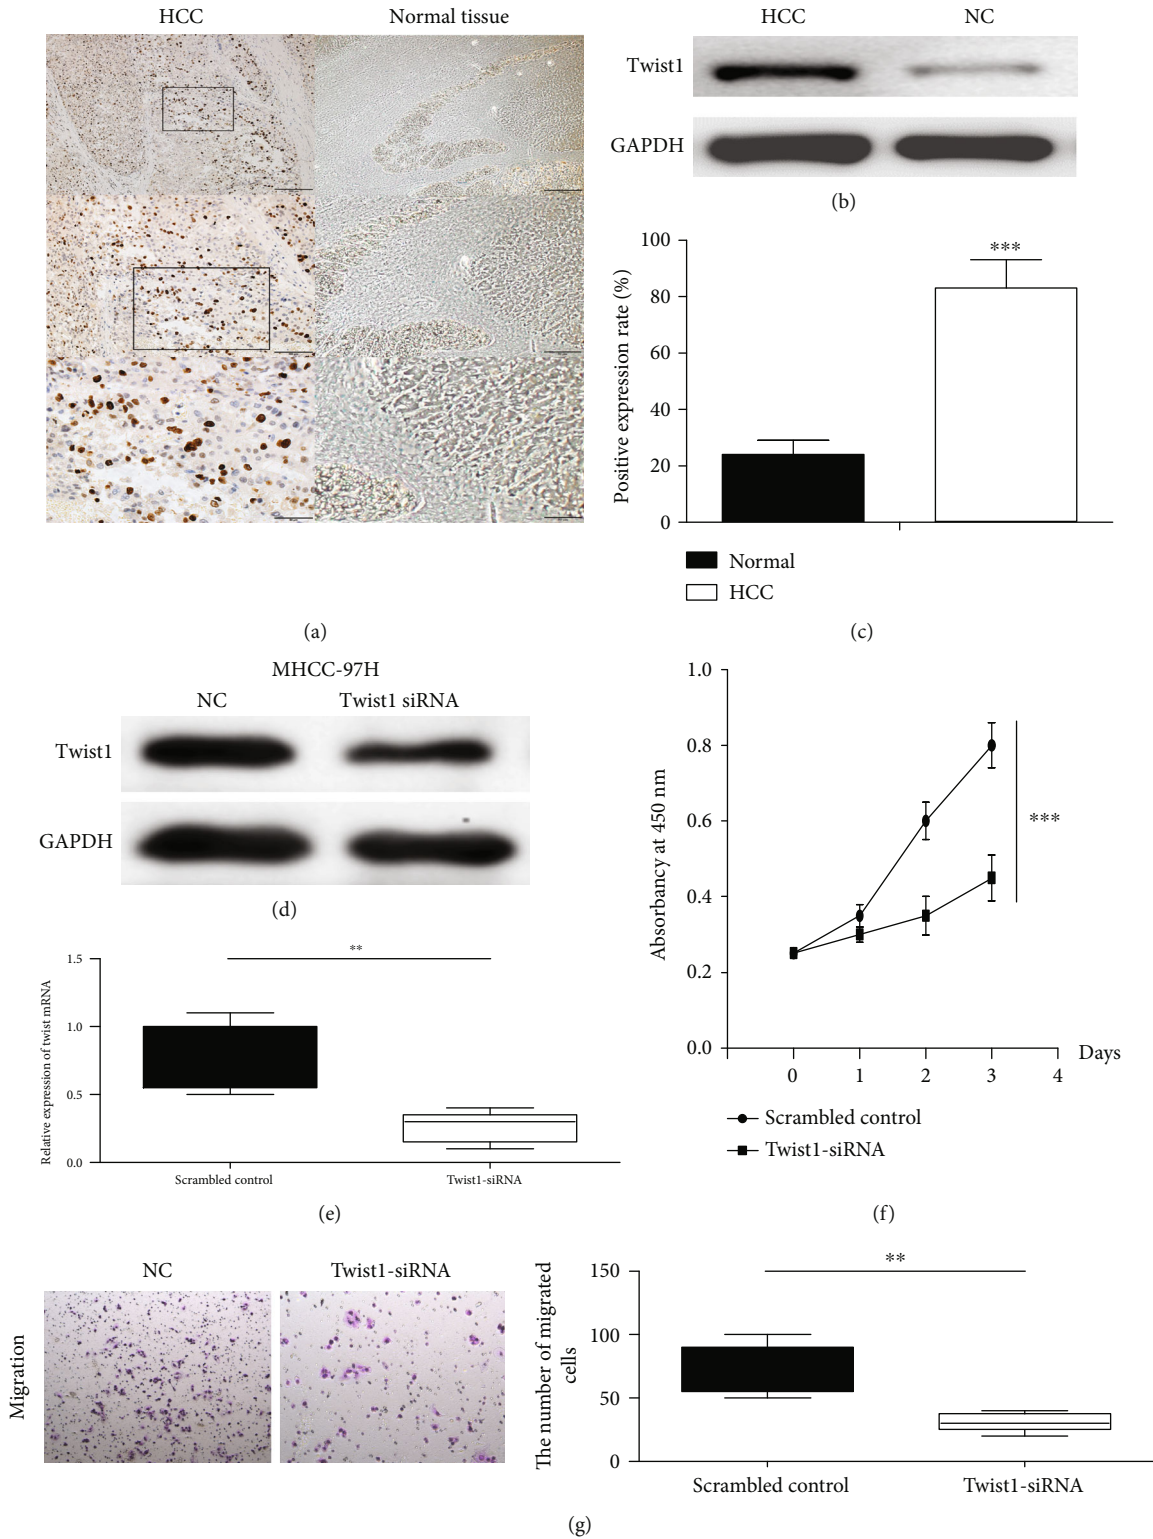 HCC
Normal tissue
(a)
HCC
NC
Twist1
GAPDH
(b)
100
80
60
40
20
0
Positive expression rate (%)
***
Normal
HCC
(c)
MHCC-97H
NC
Twist1 siRNA
Twist1
GAPDH
(d)
1.5
1.0
0.5
0.0
Relative expression of twist mRNA
**
Scrambled control
Twist1-siRNA
(e)
1.0
0.8
0.6
0.4
0.2
0.0
Absorbancy at 450 nm
***
0
1
2
3
4
Days
Scrambled control
Twist1-siRNA
(f)
NC
Twist1-siRNA
Migration
150
100
50
0
The number of migrated
cells
**
Scrambled control
Twist1-siRNA
(g)